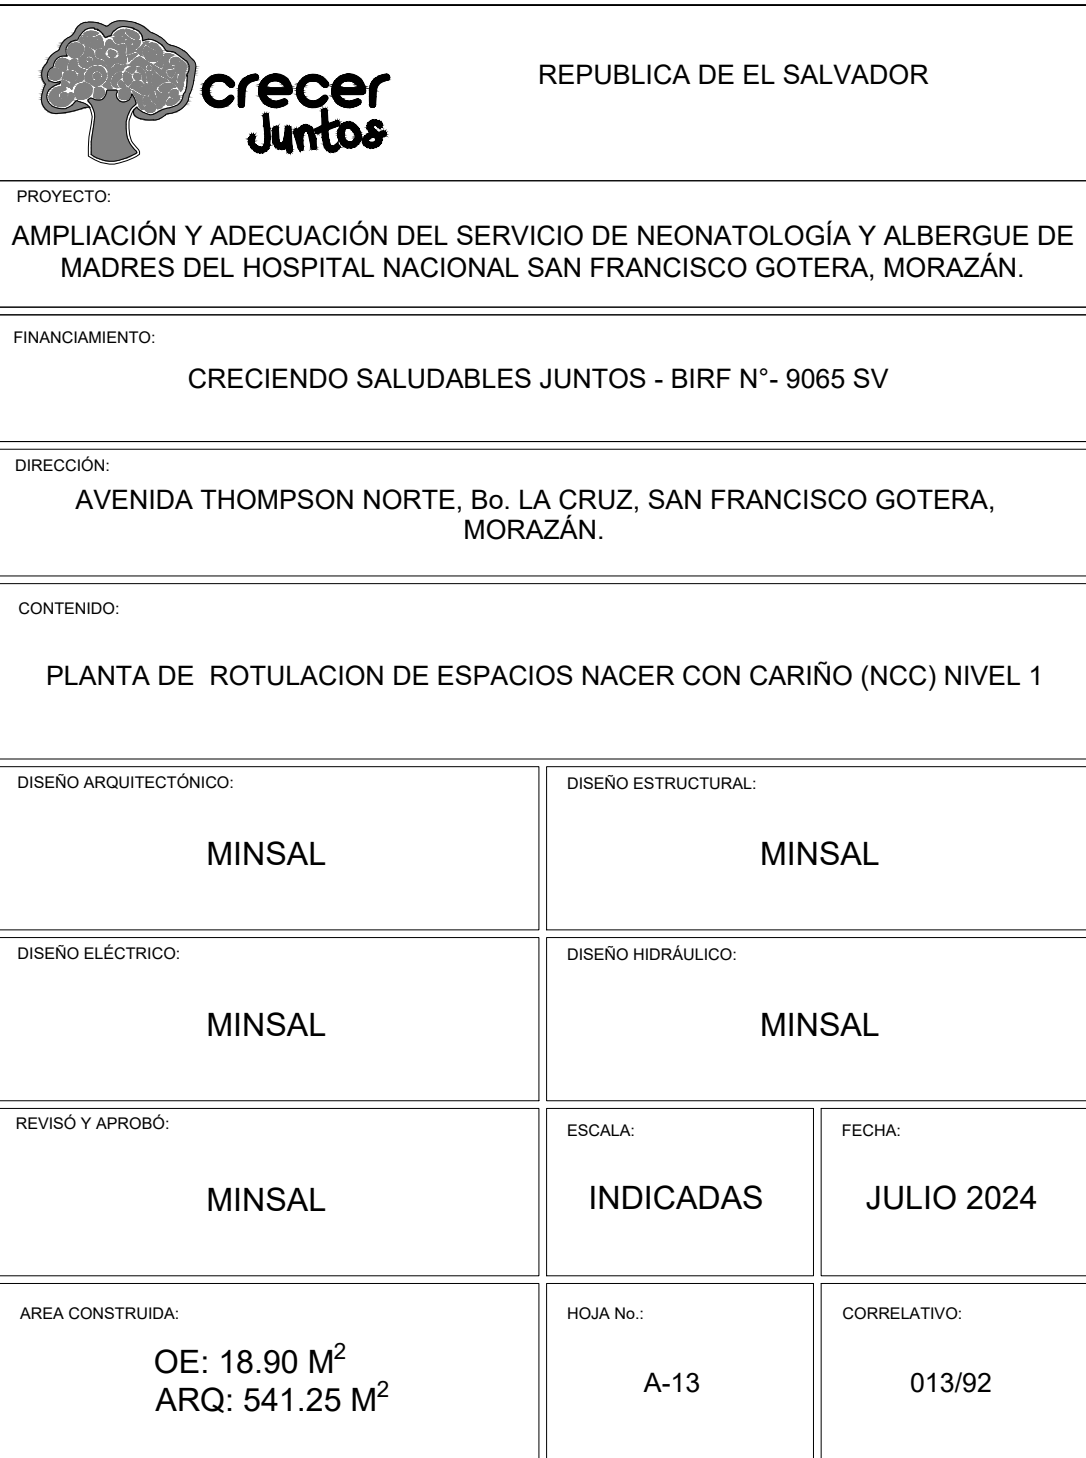 crecer
Juntos
REPUBLICA DE EL SALVADOR
PROYECTO:
AMPLIACIÓN Y ADECUACIÓN DEL SERVICIO DE NEONATOLOGÍA Y ALBERGUE DE
MADRES DEL HOSPITAL NACIONAL SAN FRANCISCO GOTERA, MORAZÁN.
FINANCIAMIENTO:
CRECIENDO SALUDABLES JUNTOS - BIRF N°- 9065 SV
DIRECCIÓN:
AVENIDA THOMPSON NORTE, Bo. LA CRUZ, SAN FRANCISCO GOTERA,
MORAZÁN.
CONTENIDO:
PLANTA DE ROTULACION DE ESPACIOS NACER CON CARIÑO (NCC) NIVEL 1
DISEÑO ARQUITECTÓNICO:
MINSAL
DISEÑO ESTRUCTURAL:
MINSAL
DISEÑO ELÉCTRICO:
MINSAL
DISEÑO HIDRÁULICO:
MINSAL
REVISÓ Y APROBÓ:
MINSAL
ESCALA:
INDICADAS
FECHA:
JULIO 2024
AREA CONSTRUIDA:
OE: 18.90 M²
ARQ: 541.25 M²
HOJA No.:
A-13
CORRELATIVO:
013/92